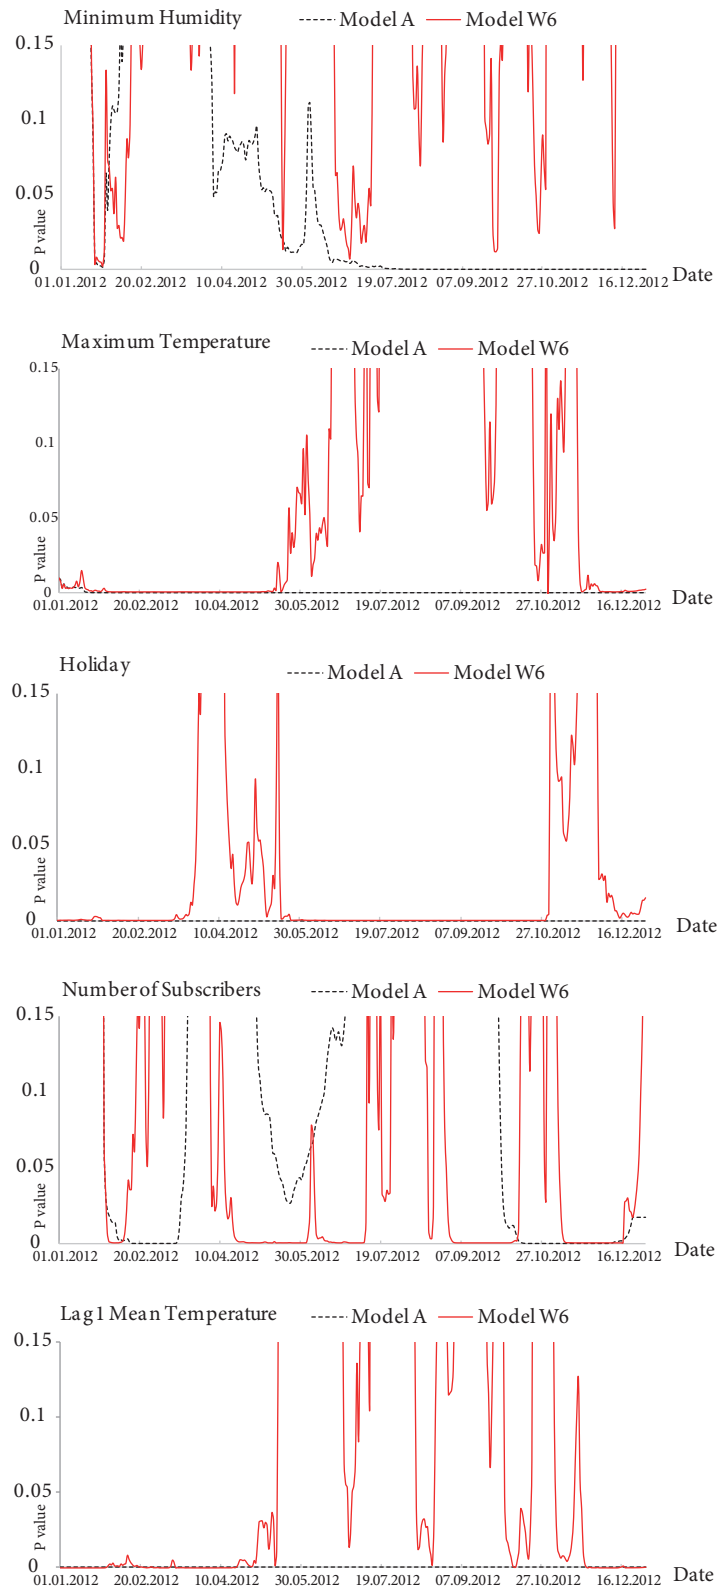 Minimum Humidity Model A Model W6
0.15
0.1
0.05
0
P value
01.01.2012 20.02.2012 10.04.2012 30.05.2012 19.07.2012 07.09.2012 27.10.2012 16.12.2012 Date
Maximum Temperature Model A Model W6
0.15
0.1
0.05
0
P value
01.01.2012 20.02.2012 10.04.2012 30.05.2012 19.07.2012 07.09.2012 27.10.2012 16.12.2012 Date
Holiday Model A Model W6
0.15
0.1
0.05
0
P value
01.01.2012 20.02.2012 10.04.2012 30.05.2012 19.07.2012 07.09.2012 27.10.2012 16.12.2012 Date
Number of Subscribers Model A Model W6
0.15
0.1
0.05
0
P value
01.01.2012 20.02.2012 10.04.2012 30.05.2012 19.07.2012 07.09.2012 27.10.2012 16.12.2012 Date
Lag1 Mean Temperature Model A Model W6
0.15
0.1
0.05
0
P value
01.01.2012 20.02.2012 10.04.2012 30.05.2012 19.07.2012 07.09.2012 27.10.2012 16.12.2012 Date